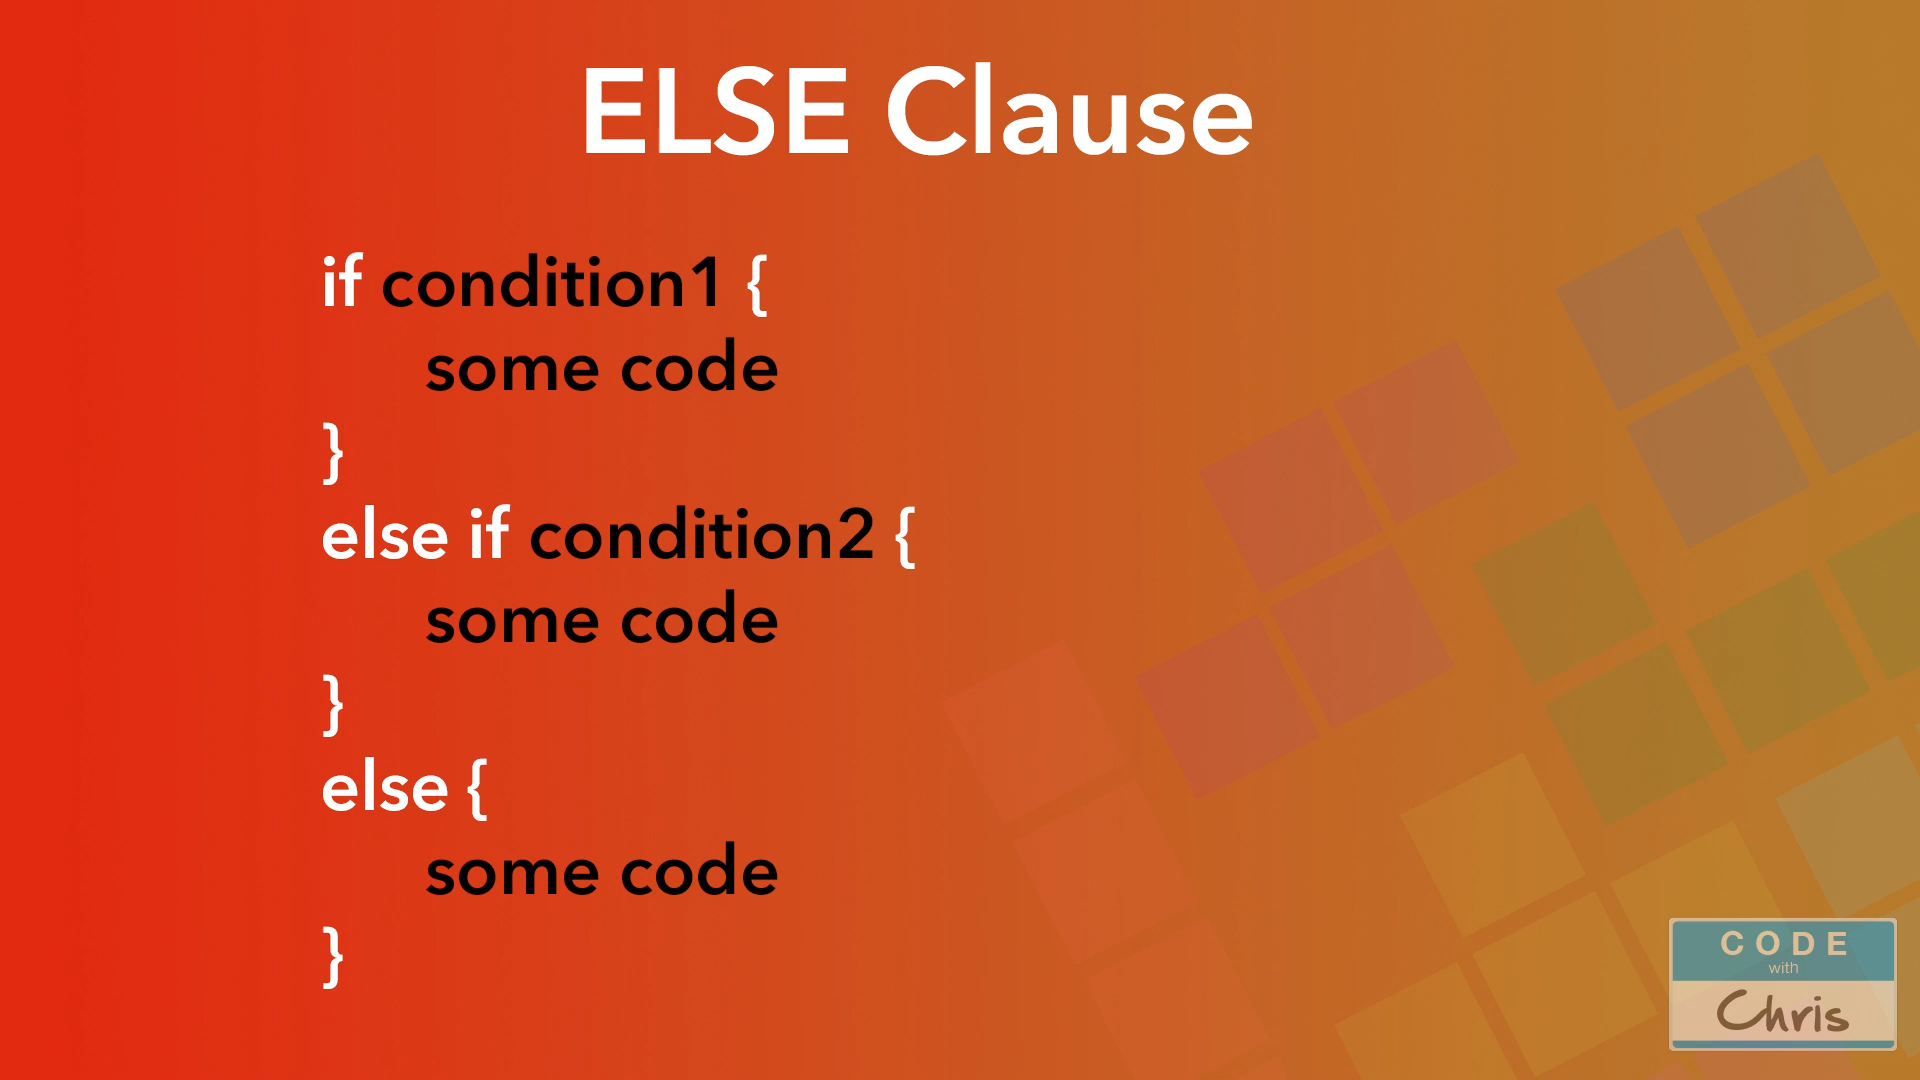 ELSE Clause
if condition1 {
some code
}
else if condition2 {
some code
}
else {
some code
}
CODE
with
Chris